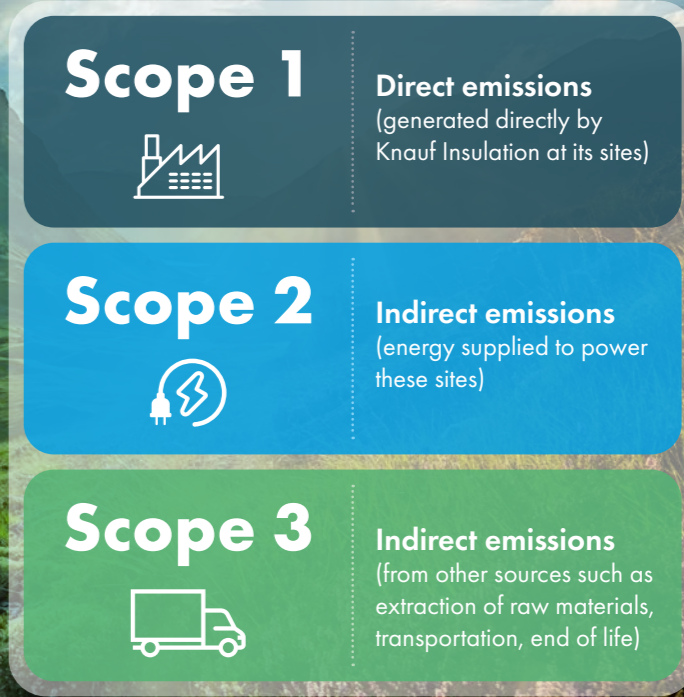 Scope 1
Direct emissions
(generated directly by
Knauf Insulation at its sites)
Scope 2
Indirect emissions
(energy supplied to power
these sites)
Scope 3
Indirect emissions
(from other sources such as
extraction of raw materials,
transportation, end of life)